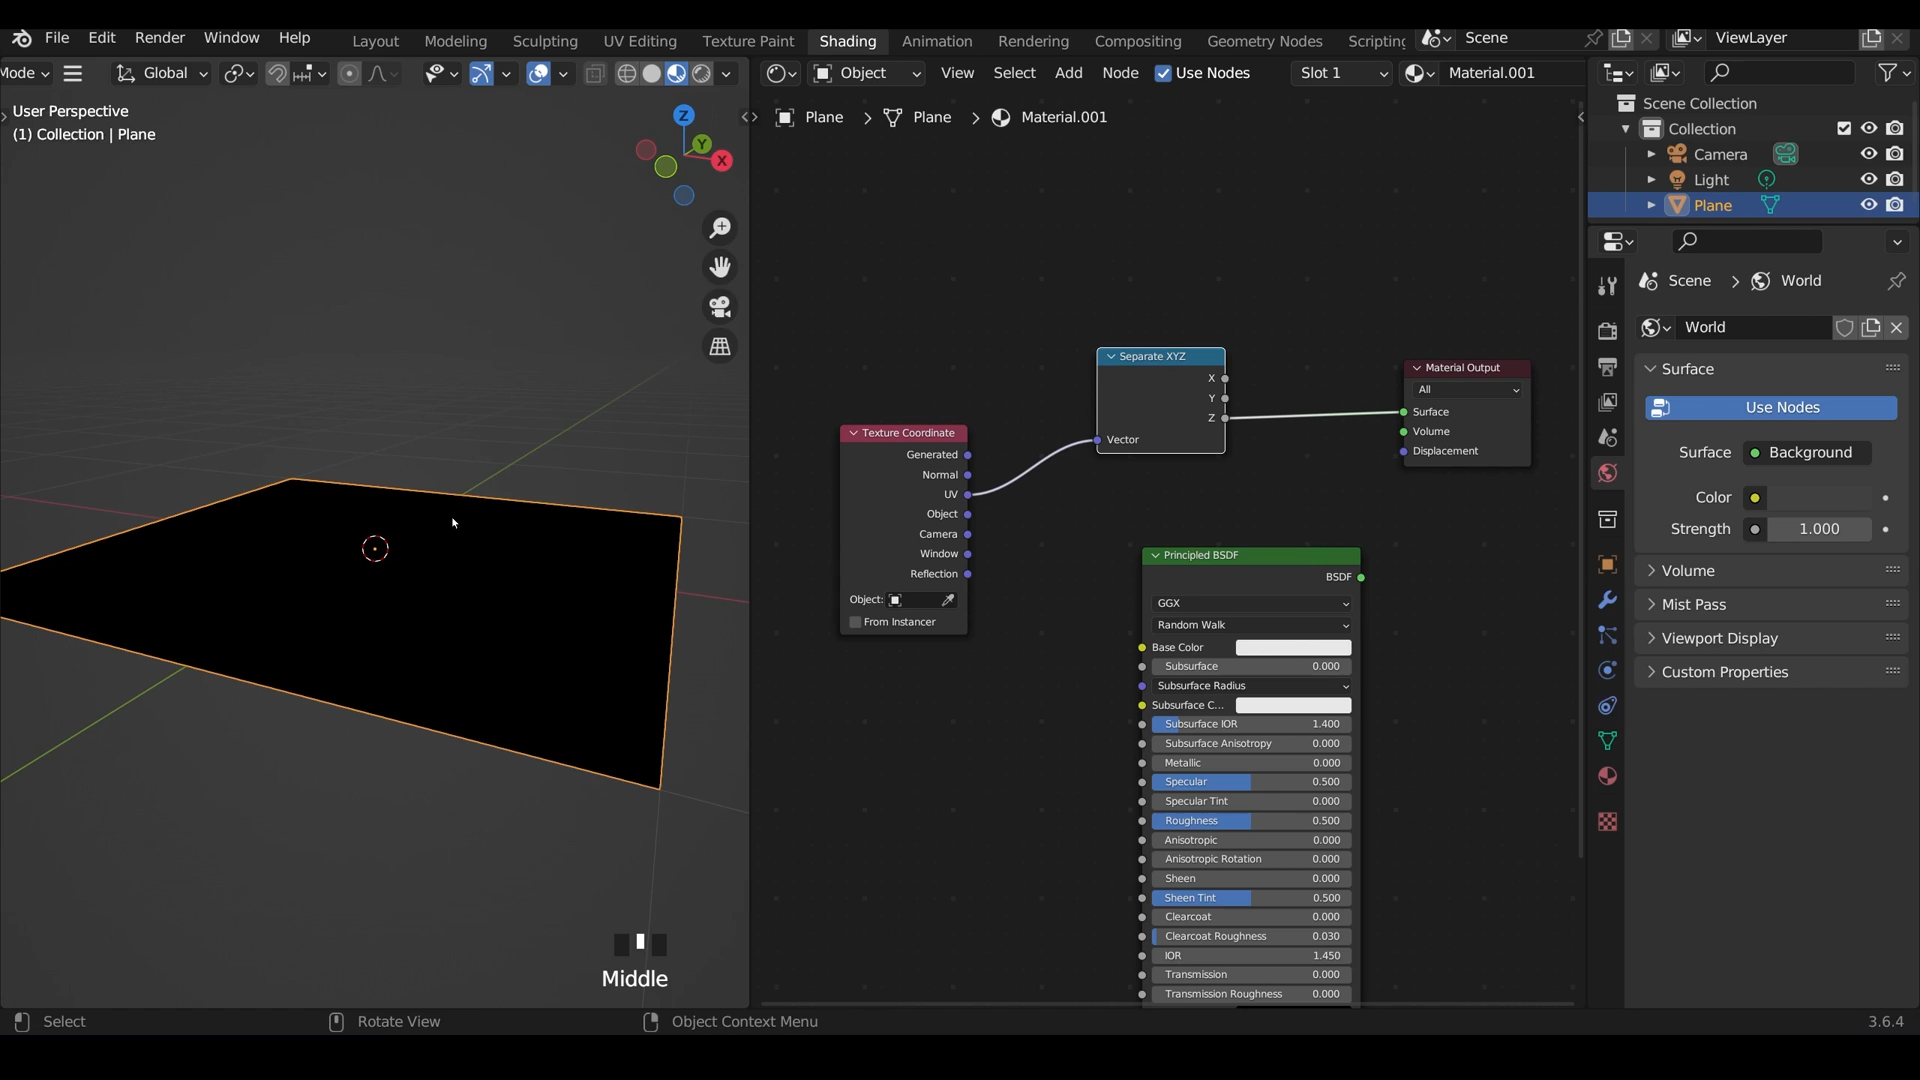 File Edit Render Window Help Layout Modeling Sculpting UV Editing Texture Paint Shading Animation Rendering Compositing Geometry Nodes Scripting Scene ViewLayer
Mode Global Object View Select Add Node Use Nodes Slot 1 Material.001
User Perspective
(1) Collection | Plane
Z
Y
X
Plane Plane Material.001
Separate XYZ
X
Y
Z
Vector
Material Output
All
Surface
Volume
Displacement
Texture Coordinate
Generated
Normal
UV
Object
Camera
Window
Reflection
Object:
From Instancer
Principled BSDF
BSDF
GGX
Random Walk
Base Color
Subsurface 0.000
Subsurface Radius
Subsurface C...
Subsurface IOR 1.400
Subsurface Anisotropy 0.000
Metallic 0.000
Specular 0.500
Specular Tint 0.000
Roughness 0.500
Anisotropic 0.000
Anisotropic Rotation 0.000
Sheen 0.000
Sheen Tint 0.500
Clearcoat 0.000
Clearcoat Roughness 0.030
IOR 1.450
Transmission 0.000
Transmission Roughness 0.000
Scene Collection
Collection
Camera
Light
Plane
Scene World
World
Surface
Use Nodes
Surface Background
Color
Strength 1.000
Volume
Mist Pass
Viewport Display
Custom Properties
Middle
Select Rotate View Object Context Menu 3.6.4